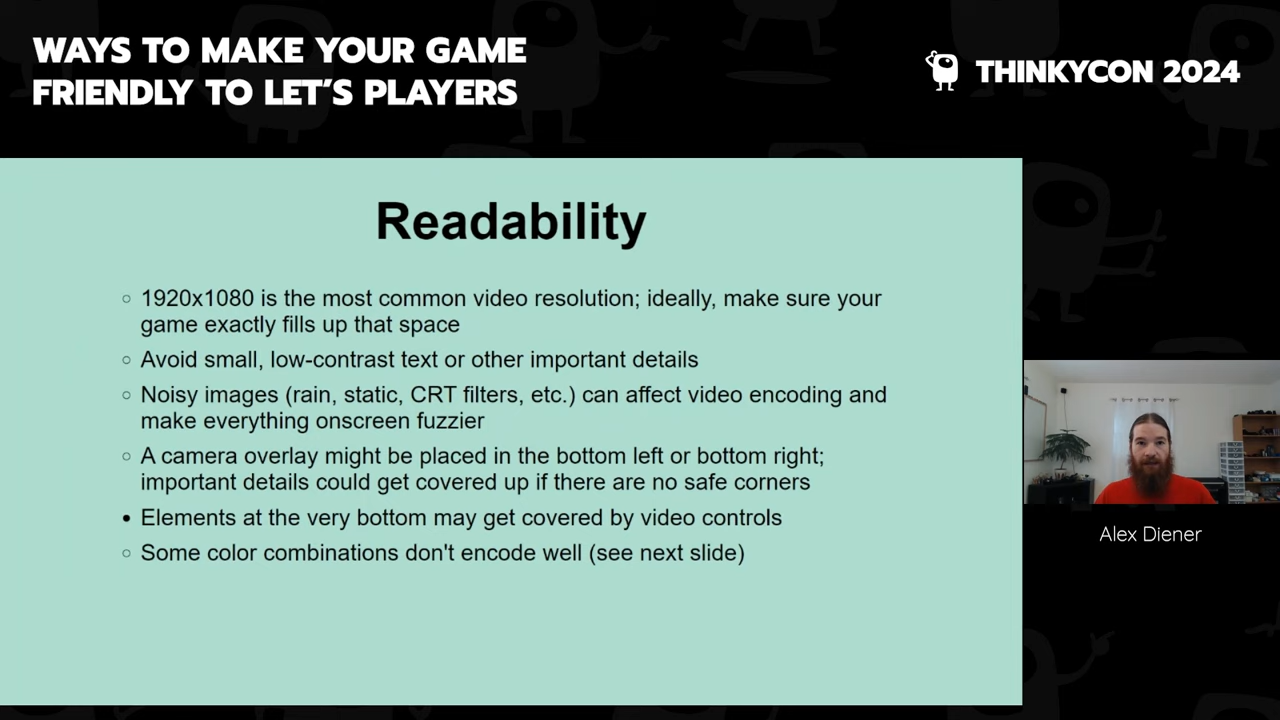 WAYS TO MAKE YOUR GAME
FRIENDLY TO LET'S PLAYERS
THINKYCON 2024
Readability
1920x1080 is the most common video resolution; ideally, make sure your
game exactly fills up that space
Avoid small, low-contrast text or other important details
Noisy images (rain, static, CRT filters, etc.) can affect video encoding and
make everything onscreen fuzzier
A camera overlay might be placed in the bottom left or bottom right;
important details could get covered up if there are no safe corners
Elements at the very bottom may get covered by video controls
Some color combinations don't encode well (see next slide)
Alex Diener